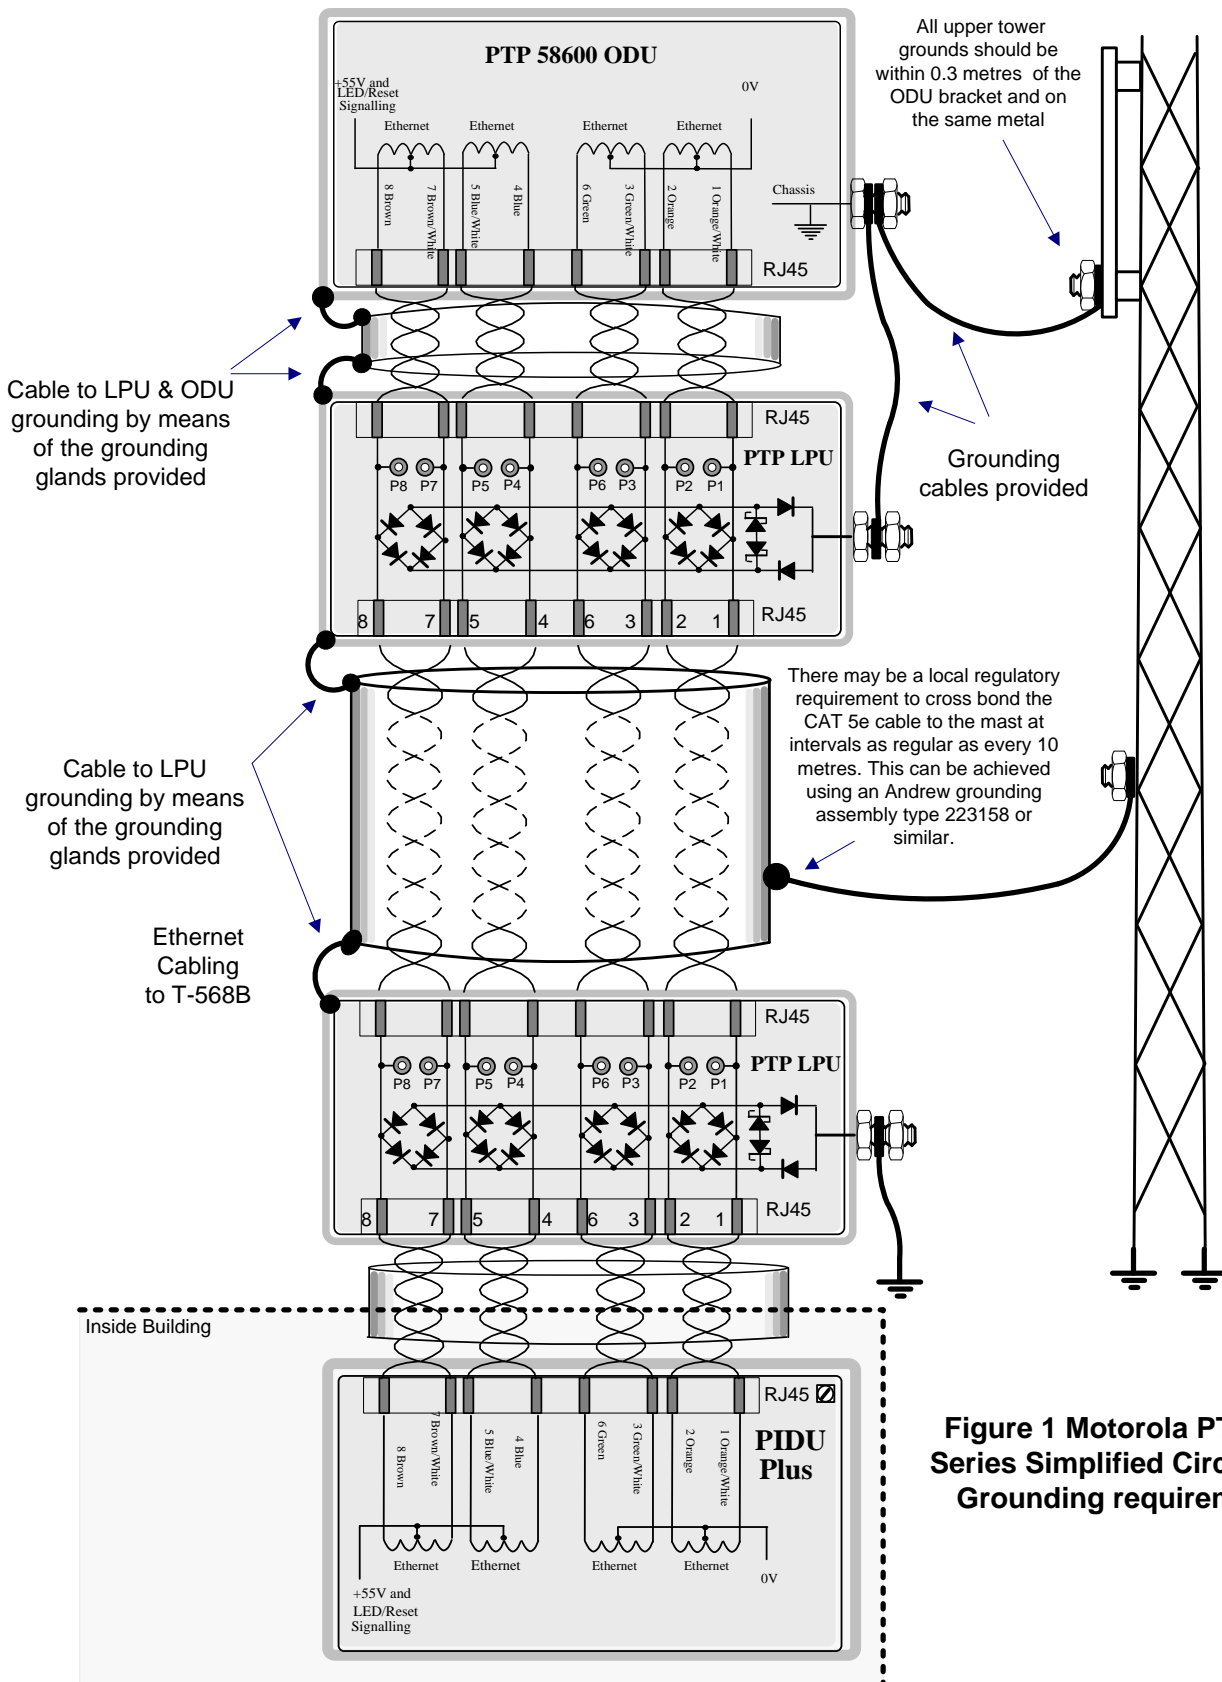 PTP 58600 ODU
+55V and
LED/Reset
Signalling
0V
Ethernet
Ethernet
Ethernet
Ethernet
8 Brown
7 Brown/White
5 Blue/White
4 Blue
6 Green
3 Green/White
2 Orange
1 Orange/White
Chassis
RJ45
All upper tower
grounds should be
within 0.3 metres of the
ODU bracket and on
the same metal
Cable to LPU & ODU
grounding by means
of the grounding
glands provided
RJ45
PTP LPU
P8 P7 P5 P4 P6 P3 P2 P1
8 7 5 4 6 3 2 1
RJ45
Grounding
cables provided
There may be a local regulatory
requirement to cross bond the
CAT 5e cable to the mast at
intervals as regular as every 10
metres. This can be achieved
using an Andrew grounding
assembly type 223158 or
similar.
Cable to LPU
grounding by means
of the grounding
glands provided
Ethernet
Cabling
to T-568B
RJ45
PTP LPU
P8 P7 P5 P4 P6 P3 P2 P1
8 7 5 4 6 3 2 1
RJ45
Inside Building
RJ45
PIDU
Plus
8 Brown
7 Brown/White
5 Blue/White
4 Blue
6 Green
3 Green/White
2 Orange
1 Orange/White
Ethernet
Ethernet
Ethernet
Ethernet
+55V and
LED/Reset
Signalling
0V
Figure 1 Motorola
Series Simplified
Grounding